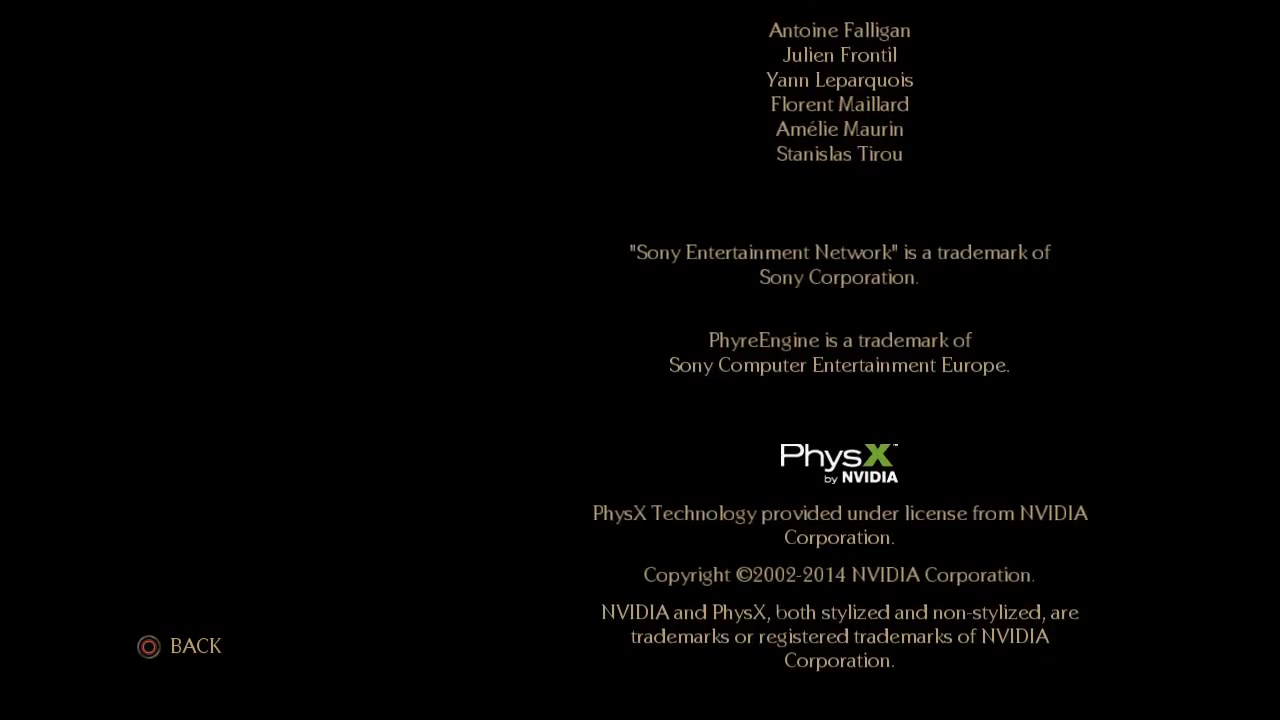 Antoine Falligan
Julien Frontil
Yann Leparquois
Florent Maillard
Amélie Maurin
Stanislas Tirou
"Sony Entertainment Network" is a trademark of
Sony Corporation.
PhyreEngine is a trademark of
Sony Computer Entertainment Europe.
PhysX™
by NVIDIA
PhysX Technology provided under license from NVIDIA
Corporation.
Copyright ©2002-2014 NVIDIA Corporation.
NVIDIA and PhysX, both stylized and non-stylized, are
trademarks or registered trademarks of NVIDIA
Corporation.
BACK